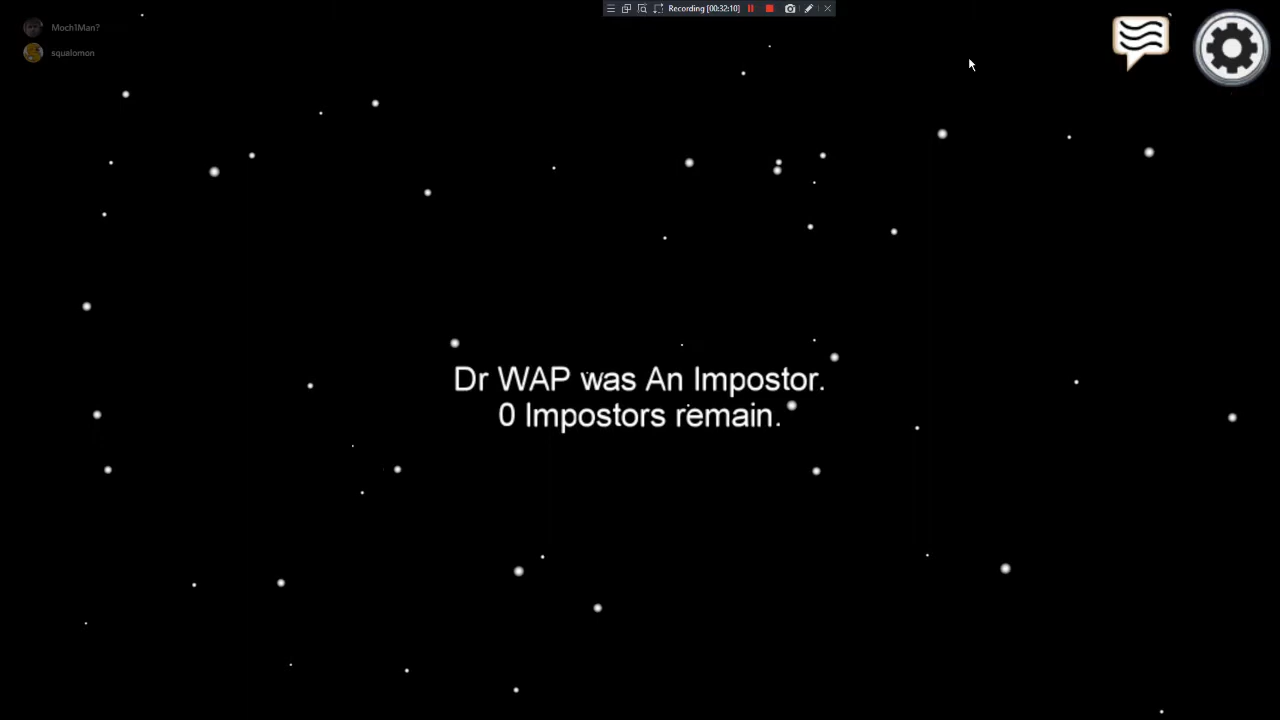 Recording [00:32:10]
Moch1Man?
squalomon
Dr WAP was An Impostor.
0 Impostors remain.